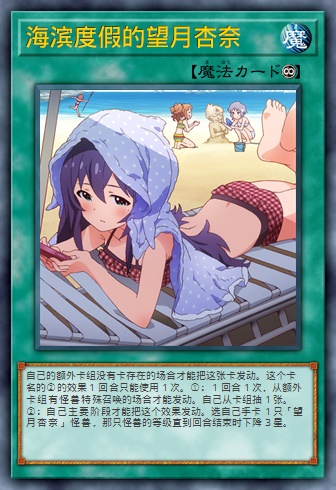 海滨度假的望月杏奈
魔
【魔法カード】
自己的额外卡组没有卡存在的场合才能把这张卡发动。这个卡
名的②的效果1回合只能使用1次。①：1回合1次，从额外
卡组有怪兽特殊召唤的场合才能发动。自己从卡组抽1张。
②：自己主要阶段才能把这个效果发动。选自己手卡1只「望
月杏奈」怪兽，那只怪兽的等级直到回合结束时下降3星。